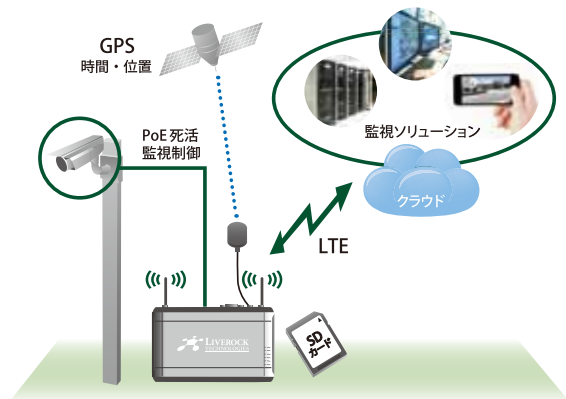 GPS
時間・位置
PoE 死活
監視制御
監視ソリューション
クラウド
LTE
LIVEROCK
TECHNOLOGIES
SD
カード